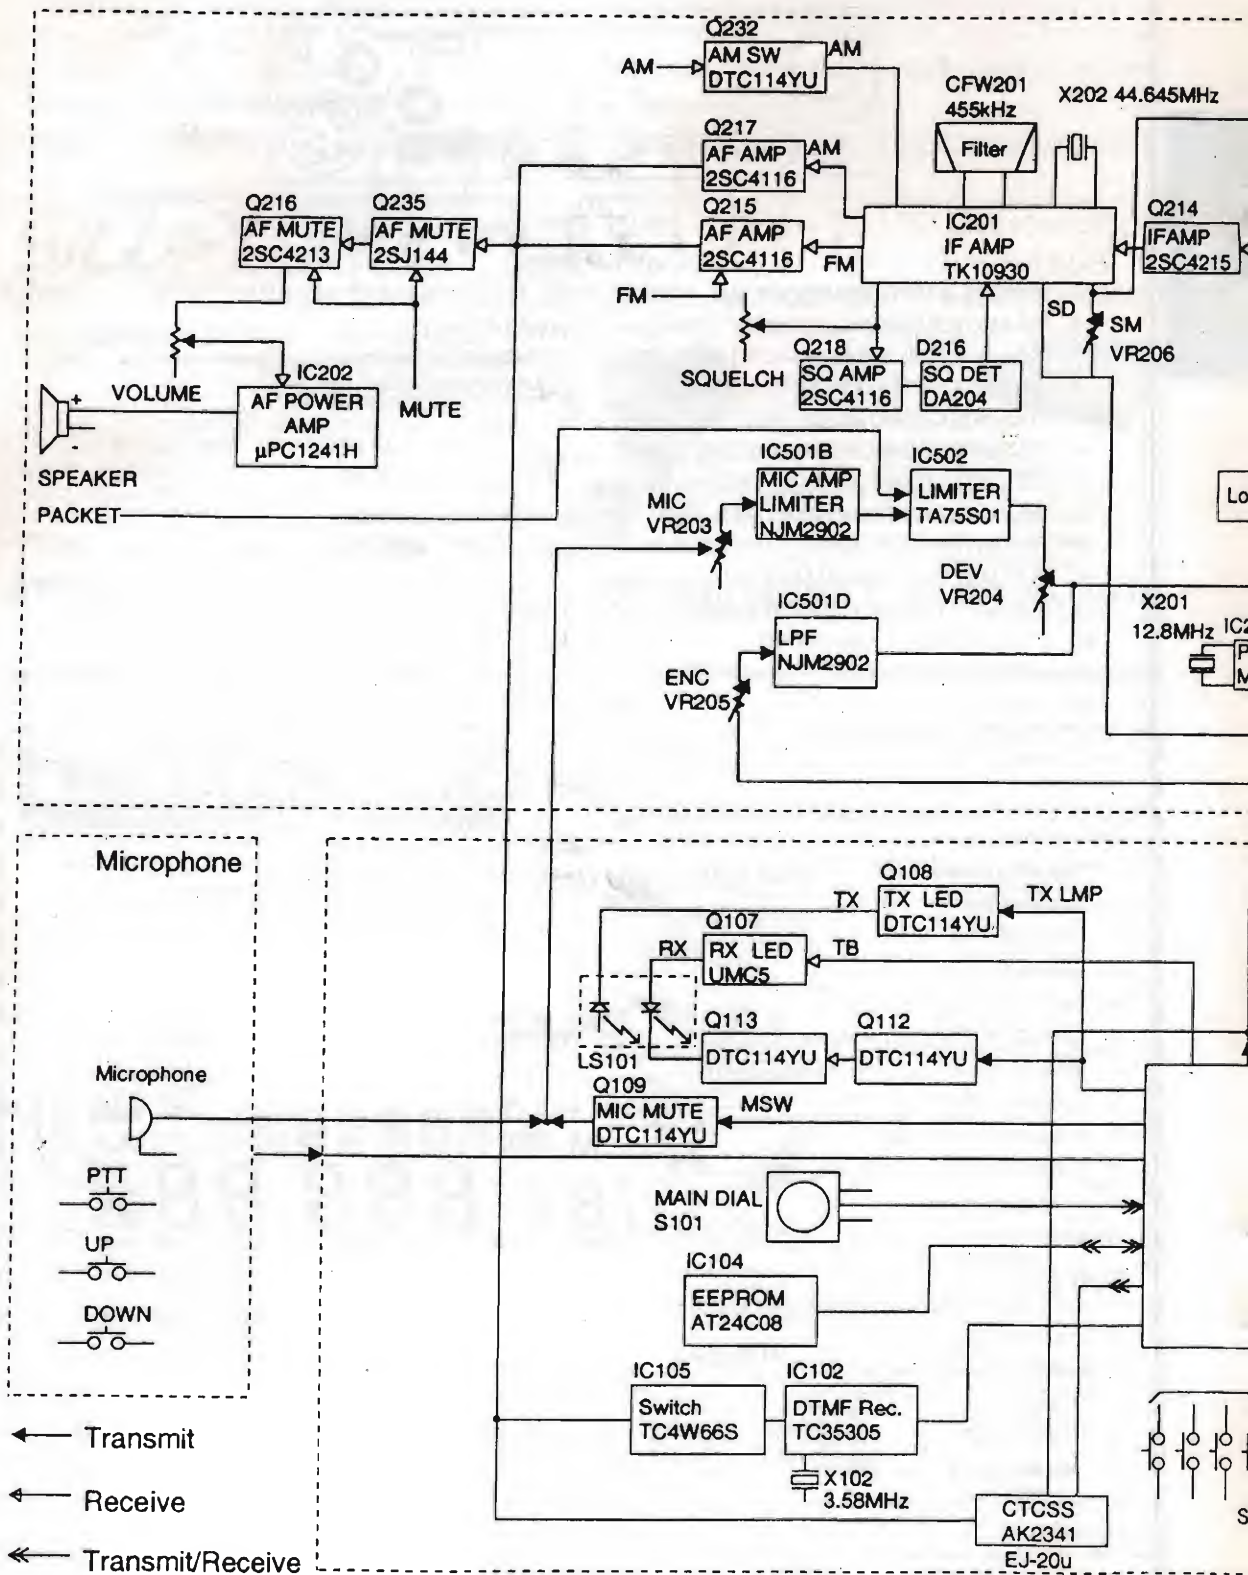 Q232
AM
AM SW
DTC114YU
AM
CFW201
455kHz
Filter
X202 44.645MHz
Q217
AF AMP
2SC4116
AM
Q216
AF MUTE
2SC4213
Q235
AF MUTE
2SJ144
Q215
AF AMP
2SC4116
FM
FM
IC201
IF AMP
TK10930
Q214
IFAMP
2SC4215
SD
SM
VR206
SQUELCH
Q218
SQ AMP
2SC4116
D216
SQ DET
DA204
VOLUME
MUTE
IC202
AF POWER
AMP
µPC1241H
+
-
SPEAKER
PACKET
MIC
VR203
IC501B
MIC AMP
LIMITER
NJM2902
IC502
LIMITER
TA75S01
Lo
DEV
VR204
X201
12.8MHz
IC2
P
M
IC501D
LPF
NJM2902
ENC
VR205
Microphone
Q108
TX
TX LED
DTC114YU
TX LMP
Q107
RX
RX LED
UMC5
TB
LS101
Q113
DTC114YU
Q112
DTC114YU
Q109
MIC MUTE
DTC114YU
MSW
Microphone
PTT
UP
DOWN
MAIN DIAL
S101
IC104
EEPROM
AT24C08
IC105
Switch
TC4W66S
IC102
DTMF Rec.
TC35305
X102
3.58MHz
CTCSS
AK2341
EJ-20u
S
Transmit
Receive
Transmit/Receive